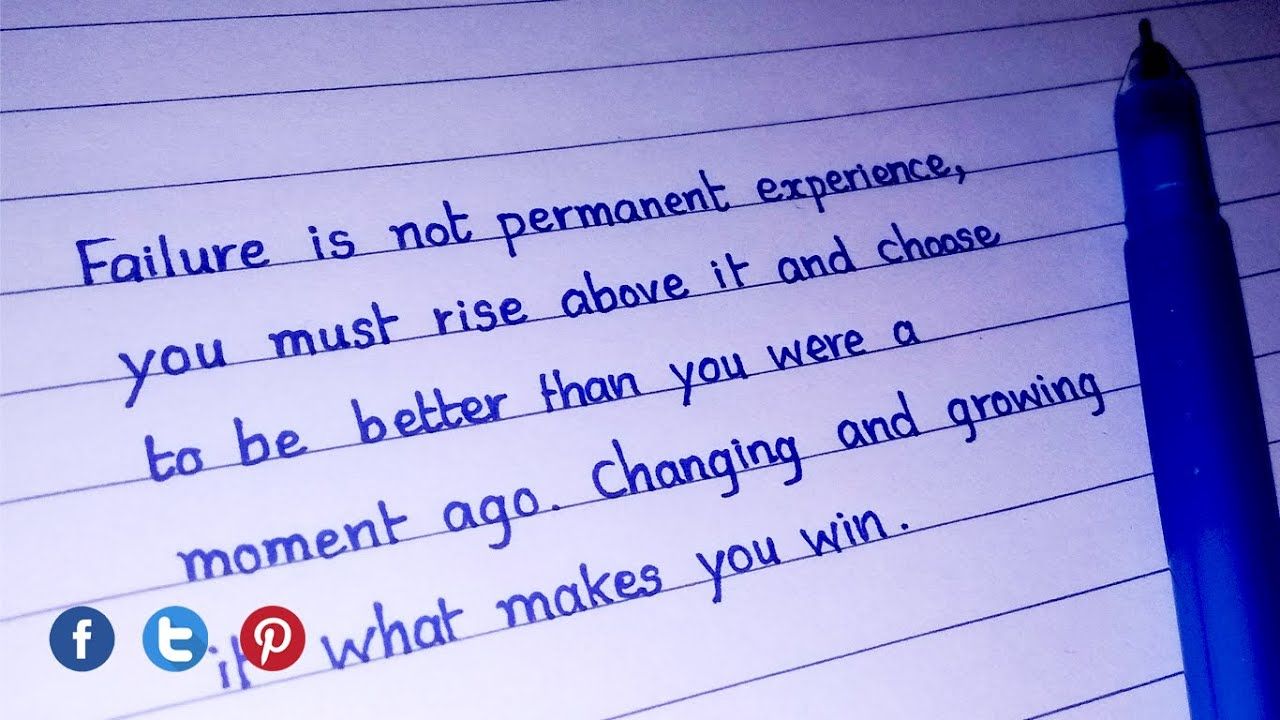 Failure is not permanent experience,
you must rise above it and choose
to be better than you were a
moment ago. Changing and growing
it what makes you win.